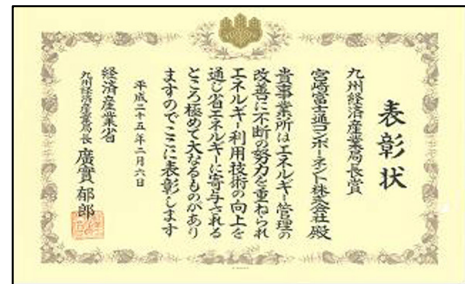 表彰状
九州経済産業局長賞
宮崎富士通コンポーネント株式会社 殿
貴事業所はエネルギー管理の
改善に不断の努力を重ねられ
エネルギー利用技術の向上を
通じ省エネルギーに寄与される
ところ極めて大なるものがあり
ますのでここに表彰します
平成二十五年二月六日
経済産業省
九州経済産業局長 廣實郁郎